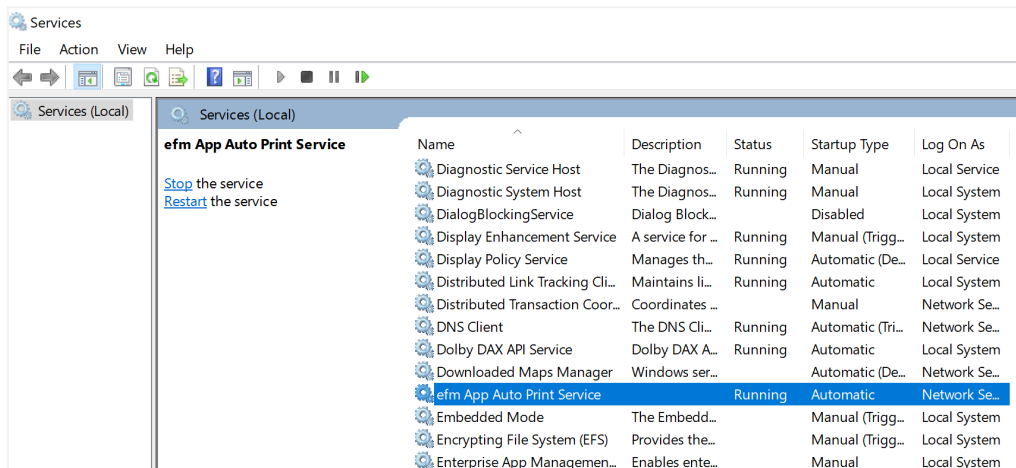 Services
File Action View Help
Services (Local)
Services (Local)
efm App Auto Print Service
Stop the service
Restart the service
Name Description Status Startup Type Log On As
Diagnostic Service Host The Diagnos... Running Manual Local Service
Diagnostic System Host The Diagnos... Running Manual Local System
DialogBlockingService Dialog Block... Disabled Local System
Display Enhancement Service A service for ... Running Manual (Trigg... Local System
Display Policy Service Manages th... Running Automatic (De... Local Service
Distributed Link Tracking Cli... Maintains li... Running Automatic Local System
Distributed Transaction Coor... Coordinates ... Manual Network Se...
DNS Client The DNS Cli... Running Automatic (Tri... Network Se...
Dolby DAX API Service Dolby DAX A... Running Automatic Local System
Downloaded Maps Manager Windows ser... Automatic (De... Network Se...
efm App Auto Print Service Running Automatic Network Se...
Embedded Mode The Embedd... Manual (Trigg... Local System
Encrypting File System (EFS) Provides the... Manual (Trigg... Local System
Enterprise App Managemen... Enables ente... Manual Local System